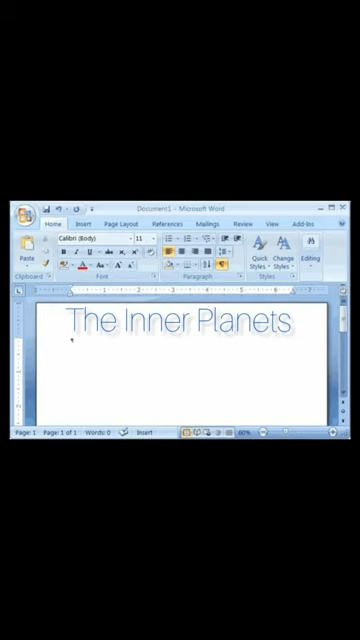 Document1 - Microsoft Word
Home Page Layout References Mailings Review View Add-Ins
Calibri (Body) 11
Paste
Quick Styles
Change Styles
Editing
Clipboard Font Paragraph Styles
The Inner Planets
Page: 1 Page: 1 of 1 Words: 0 Insert 60%